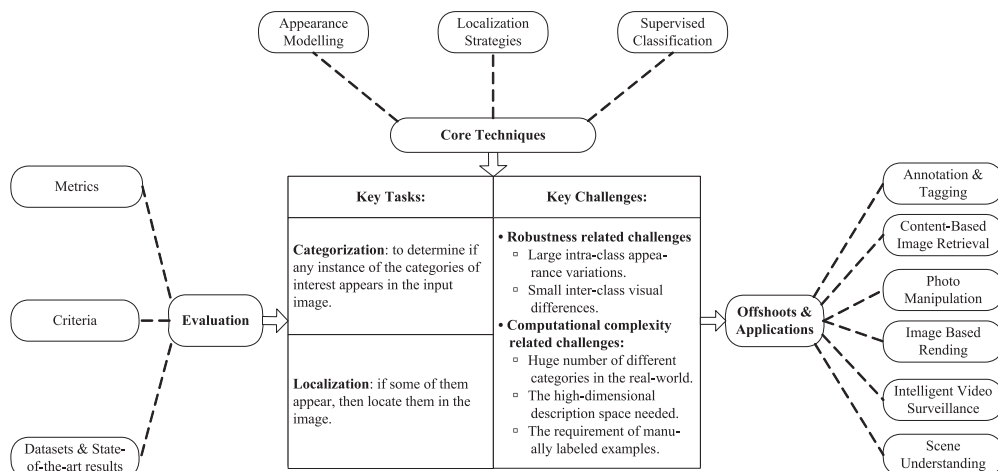 Appearance
Modelling
Localization
Strategies
Supervised
Classification
Core Techniques
Metrics
Criteria
Datasets & State-
of-the-art results
Evaluation
Key Tasks:
Categorization: to determine if
any instance of the categories of
interest appears in the input
image.
Localization: if some of them
appear, then locate them in the
image.
Key Challenges:
• Robustness related challenges
▫ Large intra-class appea-
rance variations.
▫ Small inter-class visual
differences.
• Computational complexity
related challenges:
▫ Huge number of different
categories in the real-world.
▫ The high-dimensional
description space needed.
▫ The requirement of manu-
ally labeled examples.
Offshoots &
Applications
Annotation &
Tagging
Content-Based
Image Retrieval
Photo
Manipulation
Image Based
Rending
Intelligent Video
Surveillance
Scene
Understanding